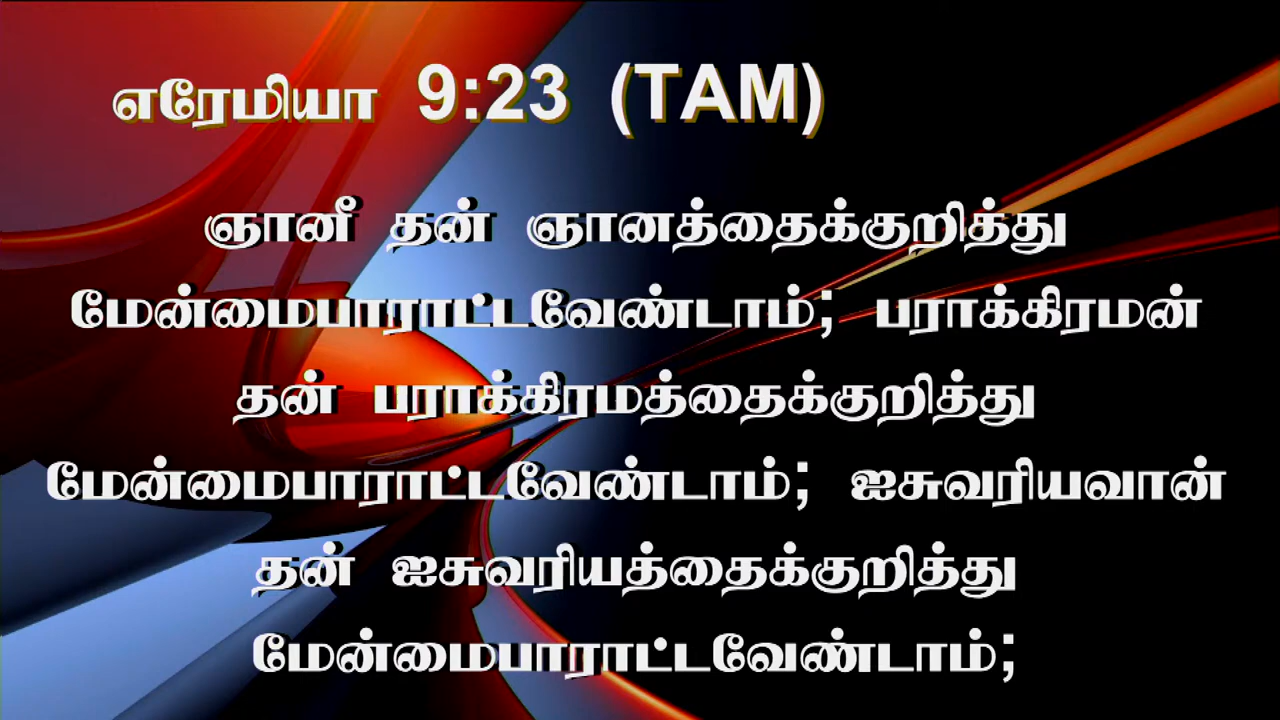 எரேமியா 9:23 (TAM)
ஞானீ தன் ஞானத்தைக்குறித்து
மேன்மைபாராட்டவேண்டாம்; பராக்கிரமன்
தன் பராக்கிரமத்தைக்குறித்து
மேன்மைபாராட்டவேண்டாம்; ஐசுவரியவான்
தன் ஐசுவரியத்தைக்குறித்து
மேன்மைபாராட்டவேண்டாம்;